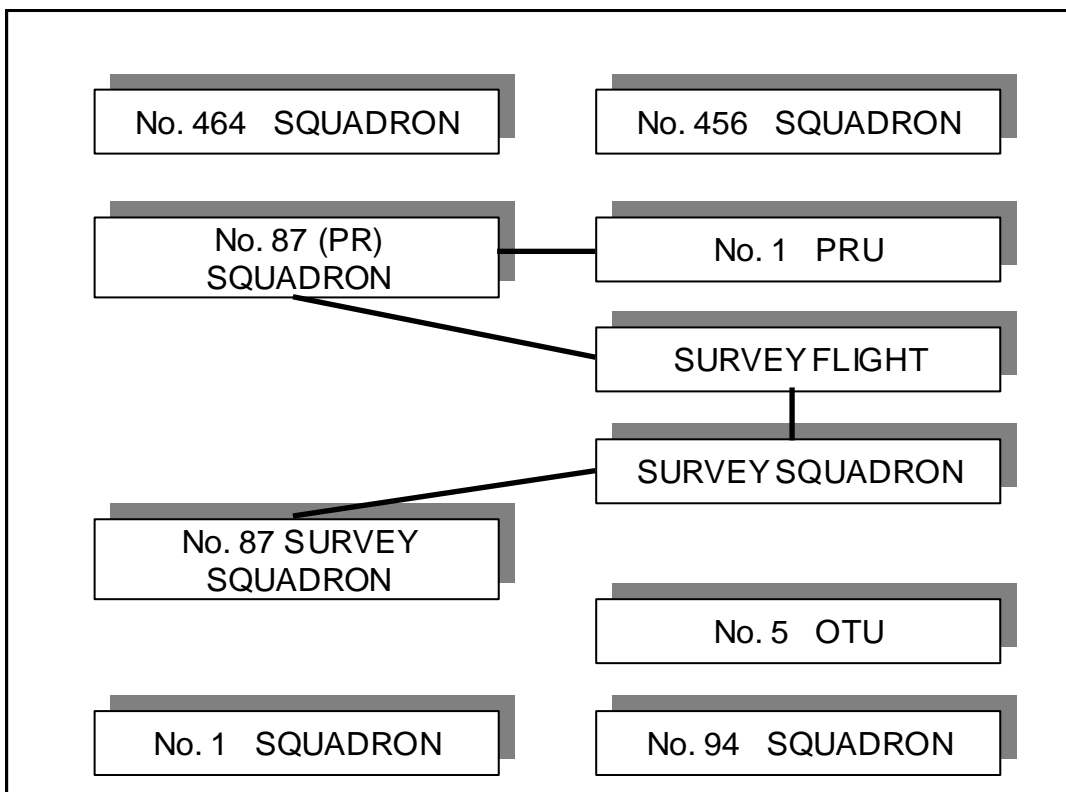 No. 464 SQUADRON
No. 456 SQUADRON
No. 87 (PR)
SQUADRON
No. 1 PRU
SURVEY FLIGHT
SURVEY SQUADRON
No. 87 SURVEY
SQUADRON
No. 5 OTU
No. 1 SQUADRON
No. 94 SQUADRON